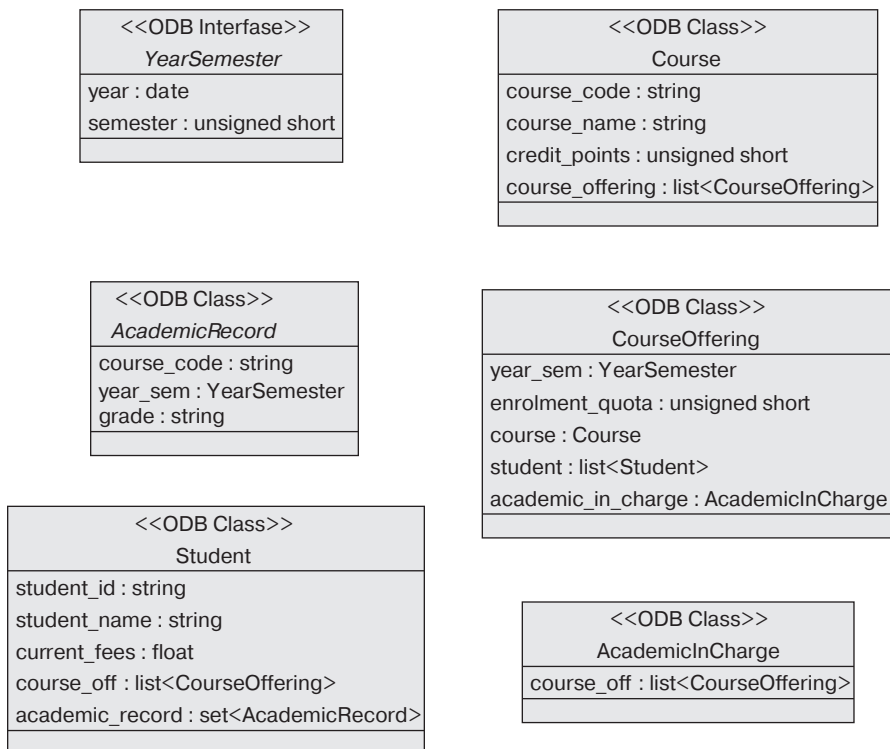 <<ODB Interfase>>
YearSemester
year : date
semester : unsigned short
<<ODB Class>>
Course
course_code : string
course_name : string
credit_points : unsigned short
course_offering : list<CourseOffering>
<<ODB Class>>
AcademicRecord
course_code : string
year_sem : YearSemester
grade : string
<<ODB Class>>
CourseOffering
year_sem : YearSemester
enrolment_quota : unsigned short
course : Course
student : list<Student>
academic_in_charge : AcademicInCharge
<<ODB Class>>
Student
student_id : string
student_name : string
current_fees : float
course_off : list<CourseOffering>
academic_record : set<AcademicRecord>
<<ODB Class>>
AcademicInCharge
course_off : list<CourseOffering>